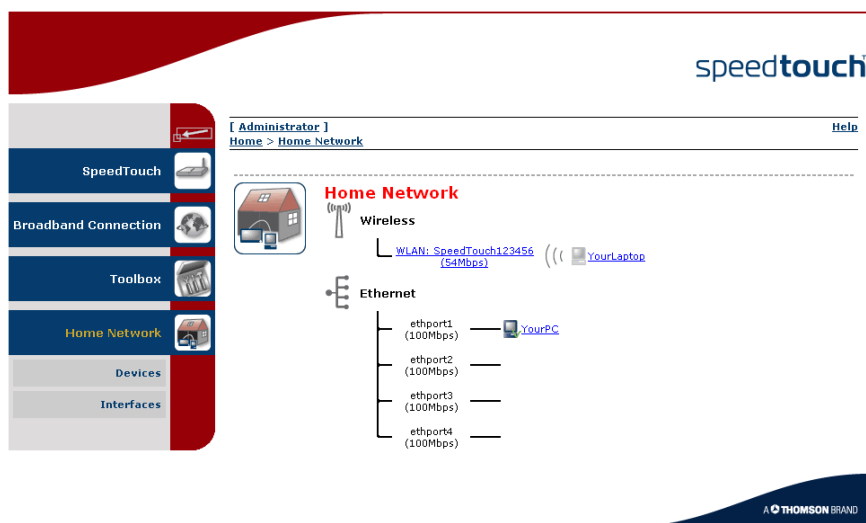 speedtouch
[ Administrator ]
Help
Home > Home Network
SpeedTouch
Broadband Connection
Toolbox
Home Network
Devices
Interfaces
Home Network
Wireless
WLAN: SpeedTouch123456
(54Mbps)
YourLaptop
Ethernet
ethport1
(100Mbps)
YourPC
ethport2
(100Mbps)
ethport3
(100Mbps)
ethport4
(100Mbps)
A THOMSON BRAND